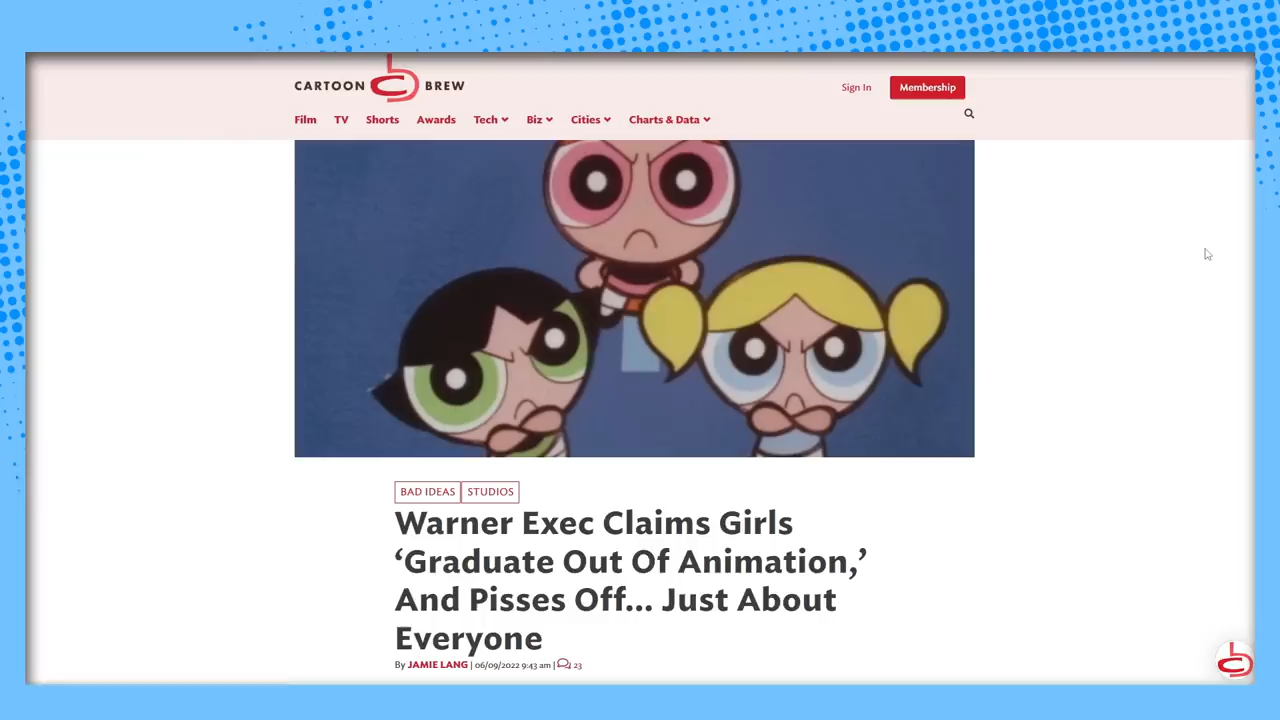 CARTOON BREW
Sign In
Membership
Film TV Shorts Awards Tech Biz Cities Charts & Data
BAD IDEAS STUDIOS
Warner Exec Claims Girls
‘Graduate Out Of Animation,’
And Pisses Off... Just About
Everyone
By JAMIE LANG | 06/09/2022 9:43 am | 23